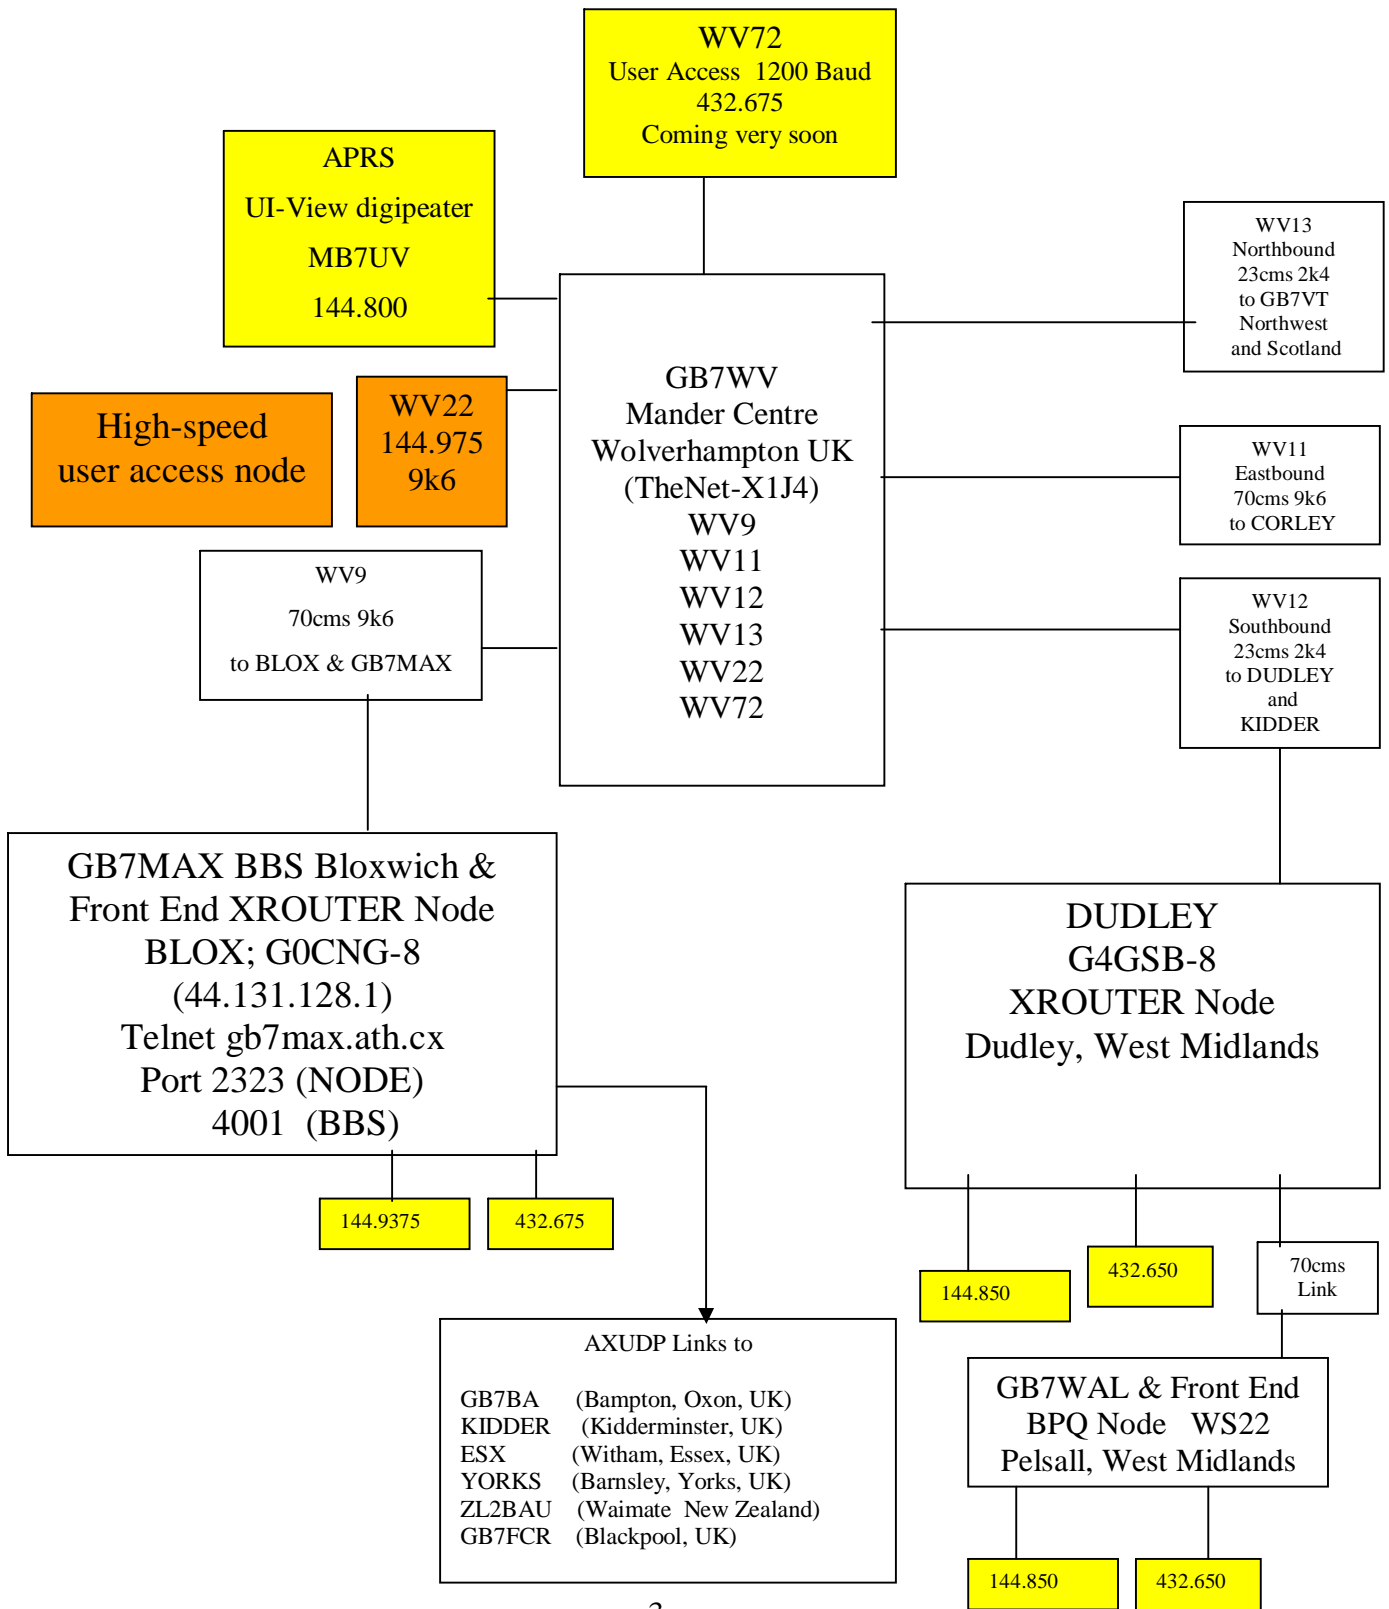 WV72
User Access 1200 Baud
432.675
Coming very soon
APRS
UI-View digipeater
MB7UV
144.800
WV13
Northbound
23cms 2k4
to GB7VT
Northwest
and Scotland
High-speed
user access node
WV22
144.975
9k6
GB7WV
Mander Centre
Wolverhampton UK
(TheNet-X1J4)
WV9
WV11
WV12
WV13
WV22
WV72
WV11
Eastbound
70cms 9k6
to CORLEY
WV9
70cms 9k6
to BLOX & GB7MAX
WV12
Southbound
23cms 2k4
to DUDLEY
and
KIDDER
GB7MAX BBS Bloxwich &
Front End XROUTER Node
BLOX; G0CNG-8
(44.131.128.1)
Telnet gb7max.ath.cx
Port 2323 (NODE)
4001 (BBS)
DUDLEY
G4GSB-8
XROUTER Node
Dudley, West Midlands
144.9375
432.675
144.850
432.650
70cms
Link
AXUDP Links to
GB7BA (Bampton, Oxon, UK)
KIDDER (Kidderminster, UK)
ESX (Witham, Essex, UK)
YORKS (Barnsley, Yorks, UK)
ZL2BAU (Waimate New Zealand)
GB7FCR (Blackpool, UK)
GB7WAL & Front End
BPQ Node WS22
Pelsall, West Midlands
144.850
432.650